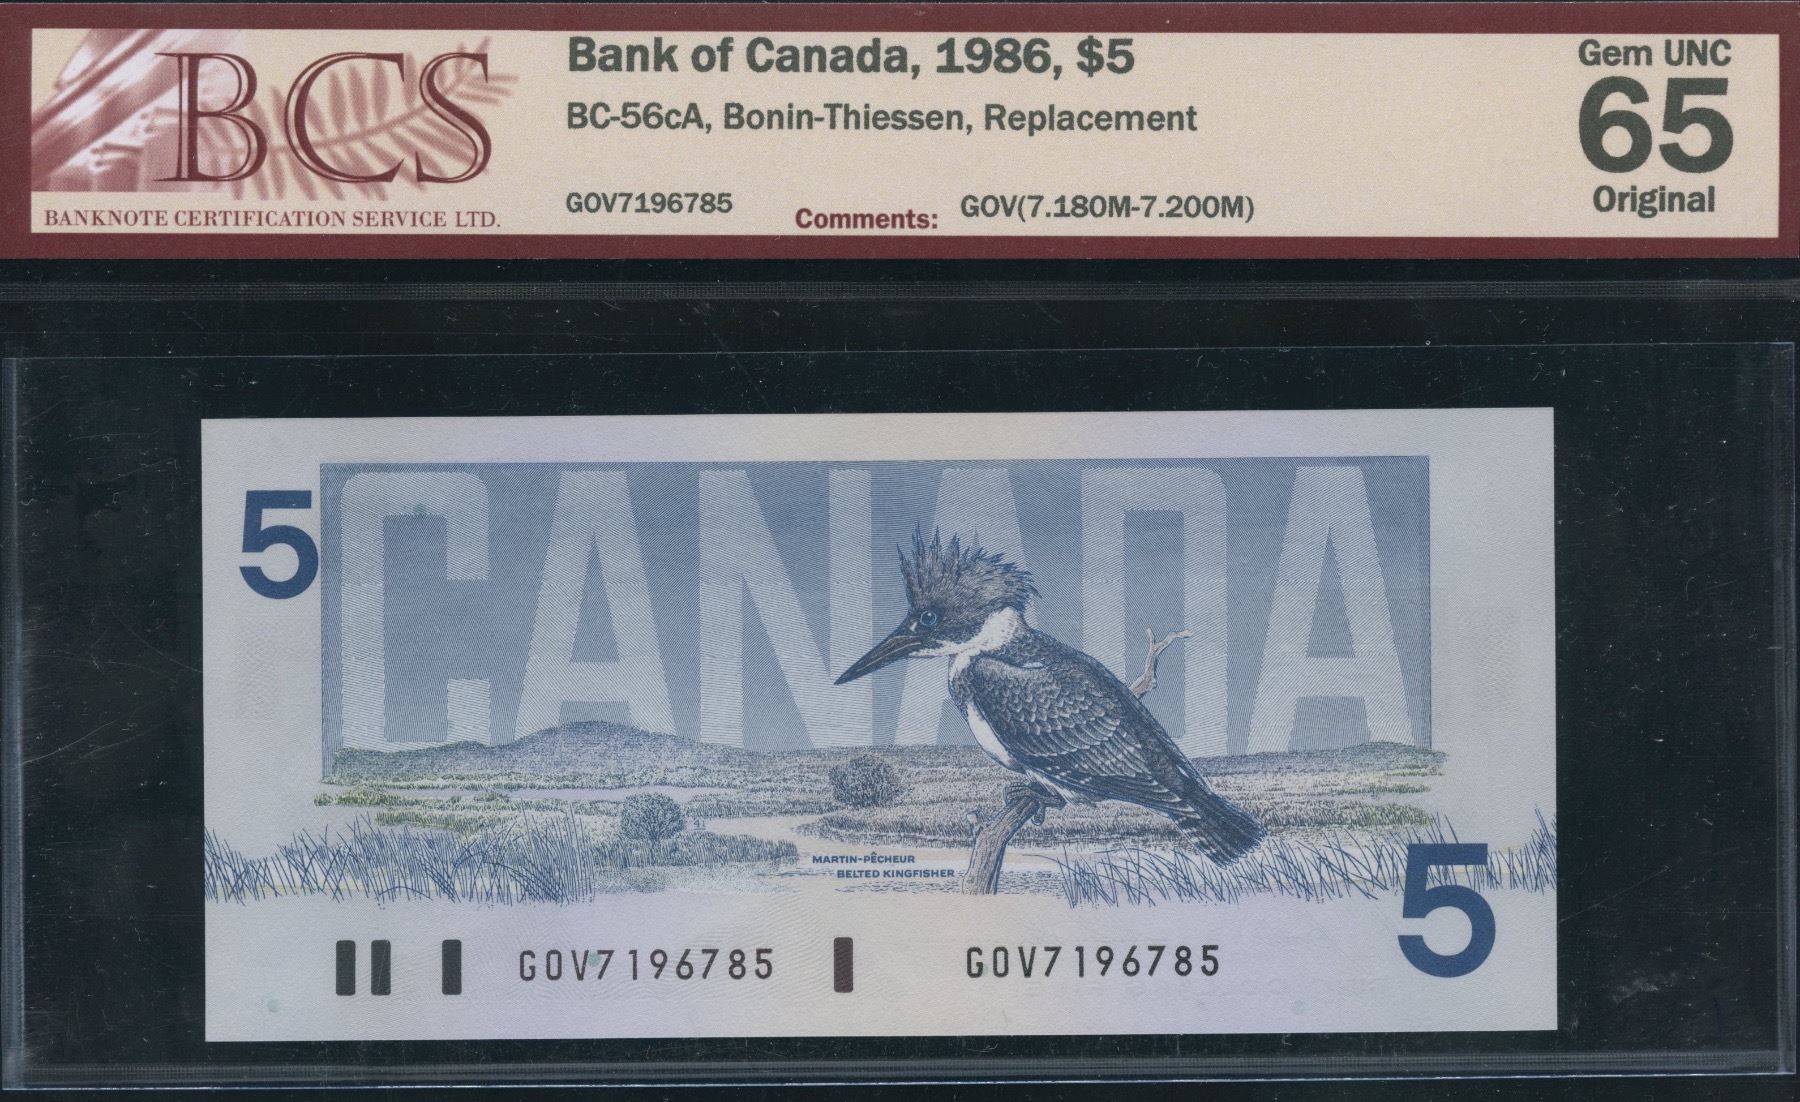 BCS
BANKNOTE CERTIFICATION SERVICE LTD.
Bank of Canada, 1986, $5
BC-56cA, Bonin-Thiessen, Replacement
GOV7196785
Comments: GOV(7.180M-7.200M)
Gem UNC
65
Original
5
CANADA
MARTIN-PÊCHEUR
BELTED KINGFISHER
5
GOV7196785
GOV7196785